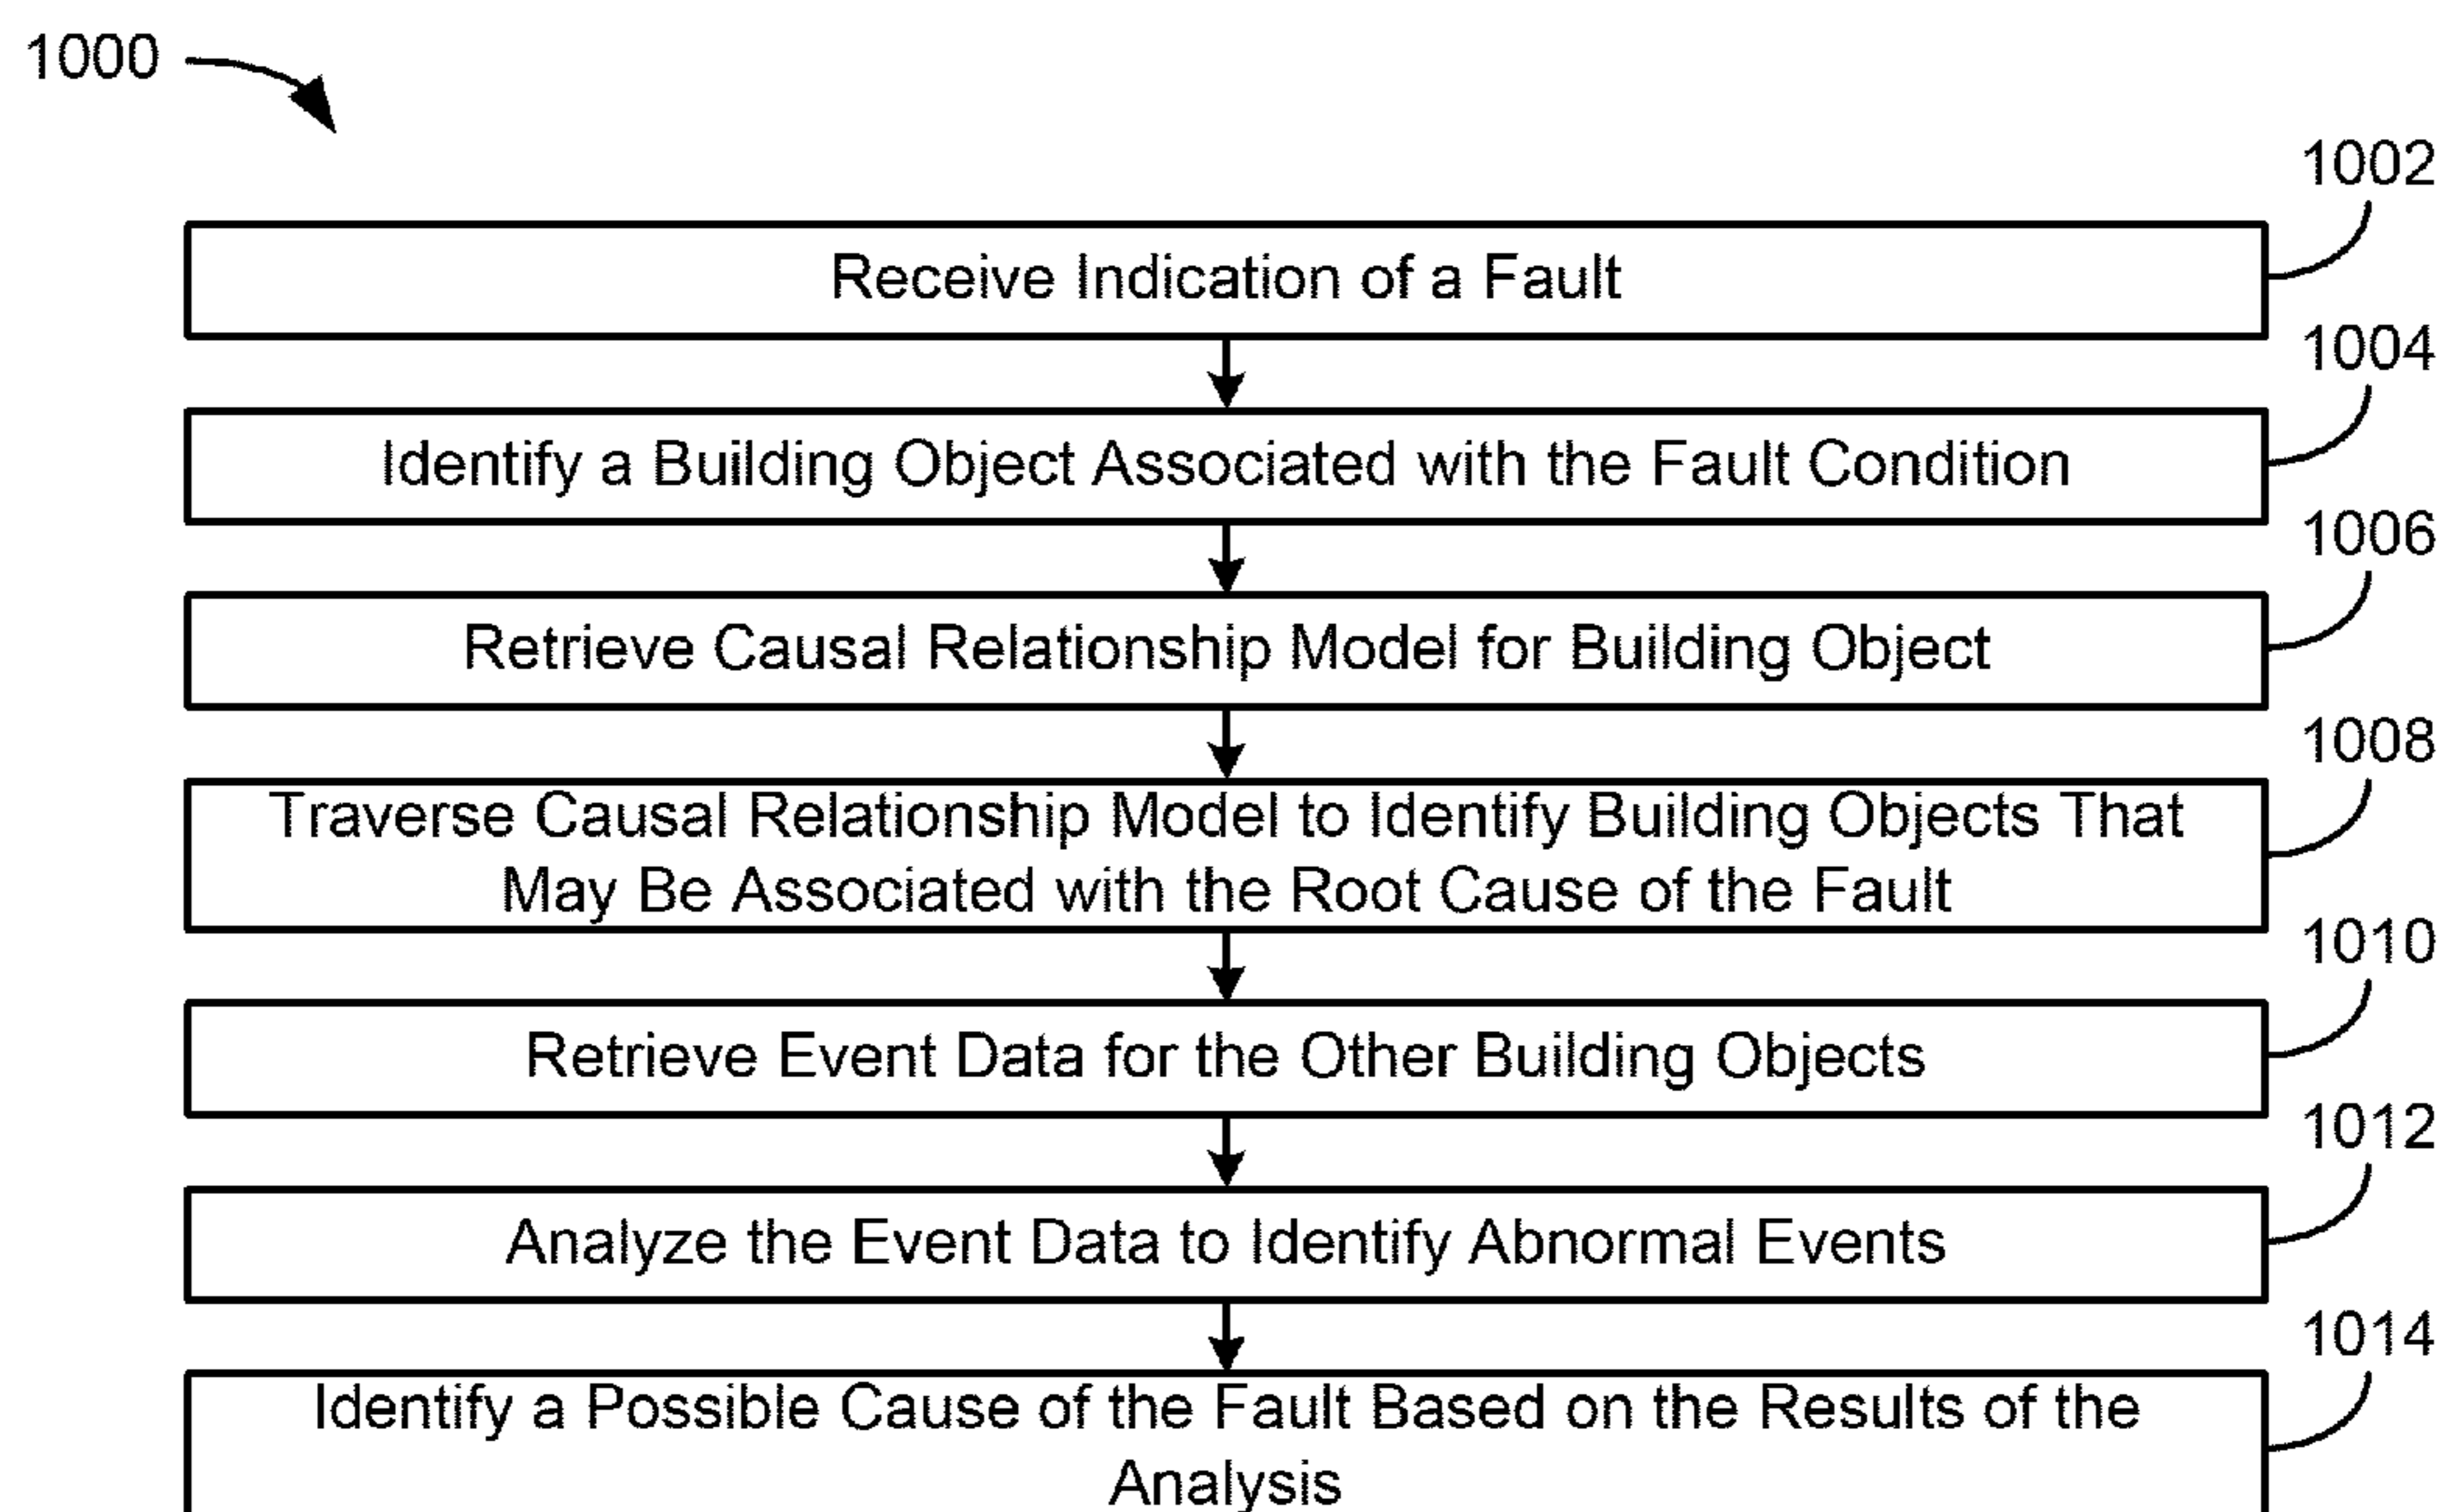 1000
1002
Receive Indication of a Fault
1004
Identify a Building Object Associated with the Fault Condition
1006
Retrieve Causal Relationship Model for Building Object
1008
Traverse Causal Relationship Model to Identify Building Objects That
May Be Associated with the Root Cause of the Fault
1010
Retrieve Event Data for the Other Building Objects
1012
Analyze the Event Data to Identify Abnormal Events
1014
Identify a Possible Cause of the Fault Based on the Results of the
Analysis